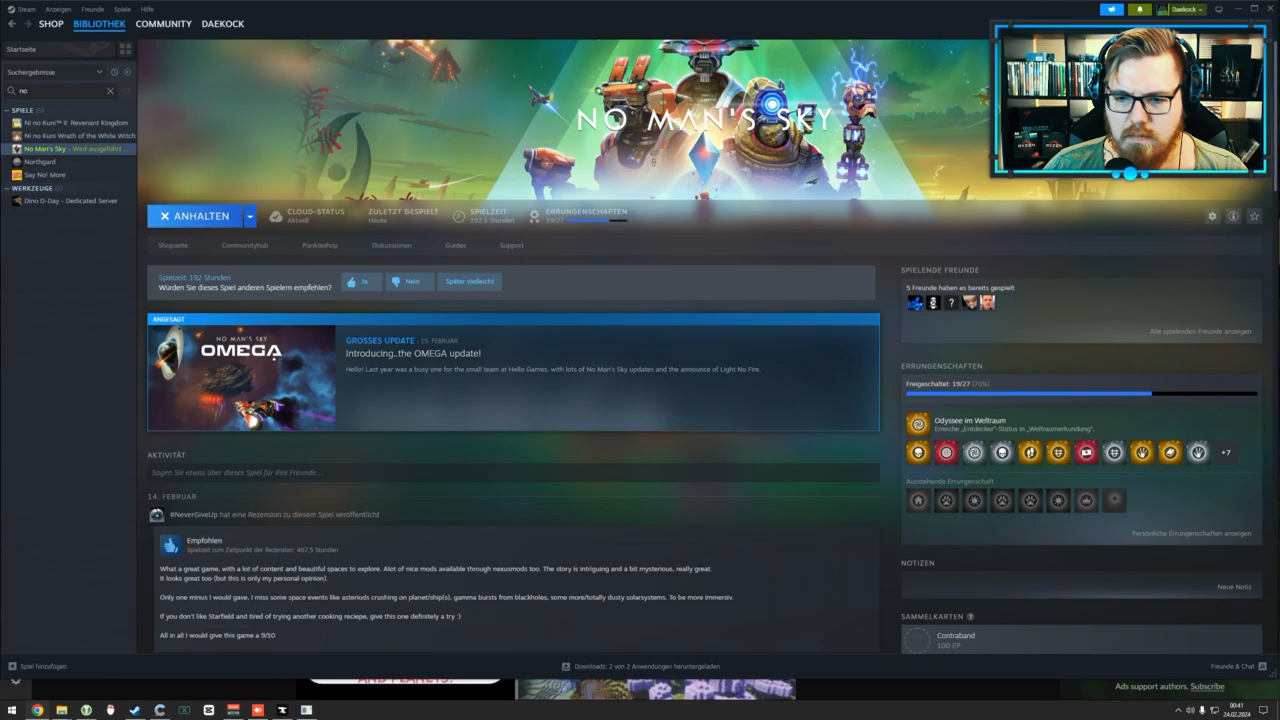 Steam Anzeigen Freunde Spiele Hilfe
Daekock
SHOP BIBLIOTHEK COMMUNITY DAEKOCK
Startseite
Suchergebnisse
no
SPIELE (5)
Ni no Kuni™ II: Revenant Kingdom
Ni no Kuni Wrath of the White Witch
No Man's Sky - Wird ausgeführt ...
Northgard
Say No! More
WERKZEUGE (1)
Dino D-Day - Dedicated Server
NO MAN'S SKY
RYZEN RYZEN
ANHALTEN
CLOUD-STATUS
Aktuell
ZULETZT GESPIELT
Heute
SPIELZEIT
192,1 Stunden
ERRUNGENSCHAFTEN
19/27
Shopseite Communityhub Punkteshop Diskussionen Guides Support
Spielzeit: 192 Stunden
Würden Sie dieses Spiel anderen Spielern empfehlen?
Ja Nein Später vielleicht
ANGESAGT
NO MAN'S SKY
OMEGA
GROSSES UPDATE - 15. FEBRUAR
Introducing..the OMEGA update!
Hello! Last year was a busy one for the small team at Hello Games, with lots of No Man's Sky updates and the announce of Light No Fire.
AKTIVITÄT
Sagen Sie etwas über dieses Spiel für Ihre Freunde ...
14. FEBRUAR
#NeverGiveUp hat eine Rezension zu diesem Spiel veröffentlicht
Empfohlen
Spielzeit zum Zeitpunkt der Rezension: 467,5 Stunden
What a great game, with a lot of content and beautiful spaces to explore. Alot of nice mods available through nexusmods too. The story is intriguing and a bit mysterious, really great.
It looks great too (but this is only my personal opinion).
Only one minus I would gave, I miss some space events like asteriods crushing on planet/ship(s), gamma bursts from blackholes, some more/totally dusty solarsystems. To be more immersiv.
If you don't like Starfield and tired of trying another cooking reciepe, give this one definitely a try :)
All in all I would give this game a 9/10
SPIELENDE FREUNDE
5 Freunde haben es bereits gespielt
?
Alle spielenden Freunde anzeigen
ERRUNGENSCHAFTEN
Freigeschaltet: 19/27 (70%)
Odyssee im Weltraum
Erreiche „Entdecker“-Status in „Weltraumerkundung“.
+7
Ausstehende Errungenschaft
Persönliche Errungenschaften anzeigen
NOTIZEN
Neue Notiz
SAMMELKARTEN ?
Contraband
100 EP
Spiel hinzufügen
Downloads: 2 von 2 Anwendungen heruntergeladen
Freunde & Chat
AND PLANETS.
Ads support authors. Subscribe
00:41
24.02.2024